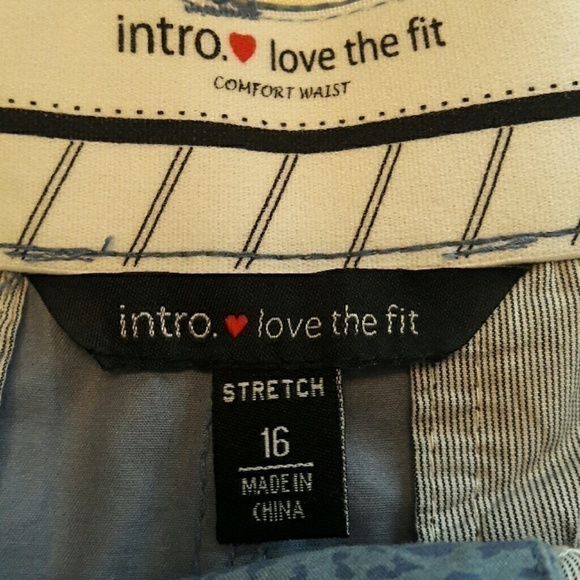 intro.♥ love the fit
COMFORT WAIST
intro.♥ love the fit
STRETCH
16
MADE IN
CHINA